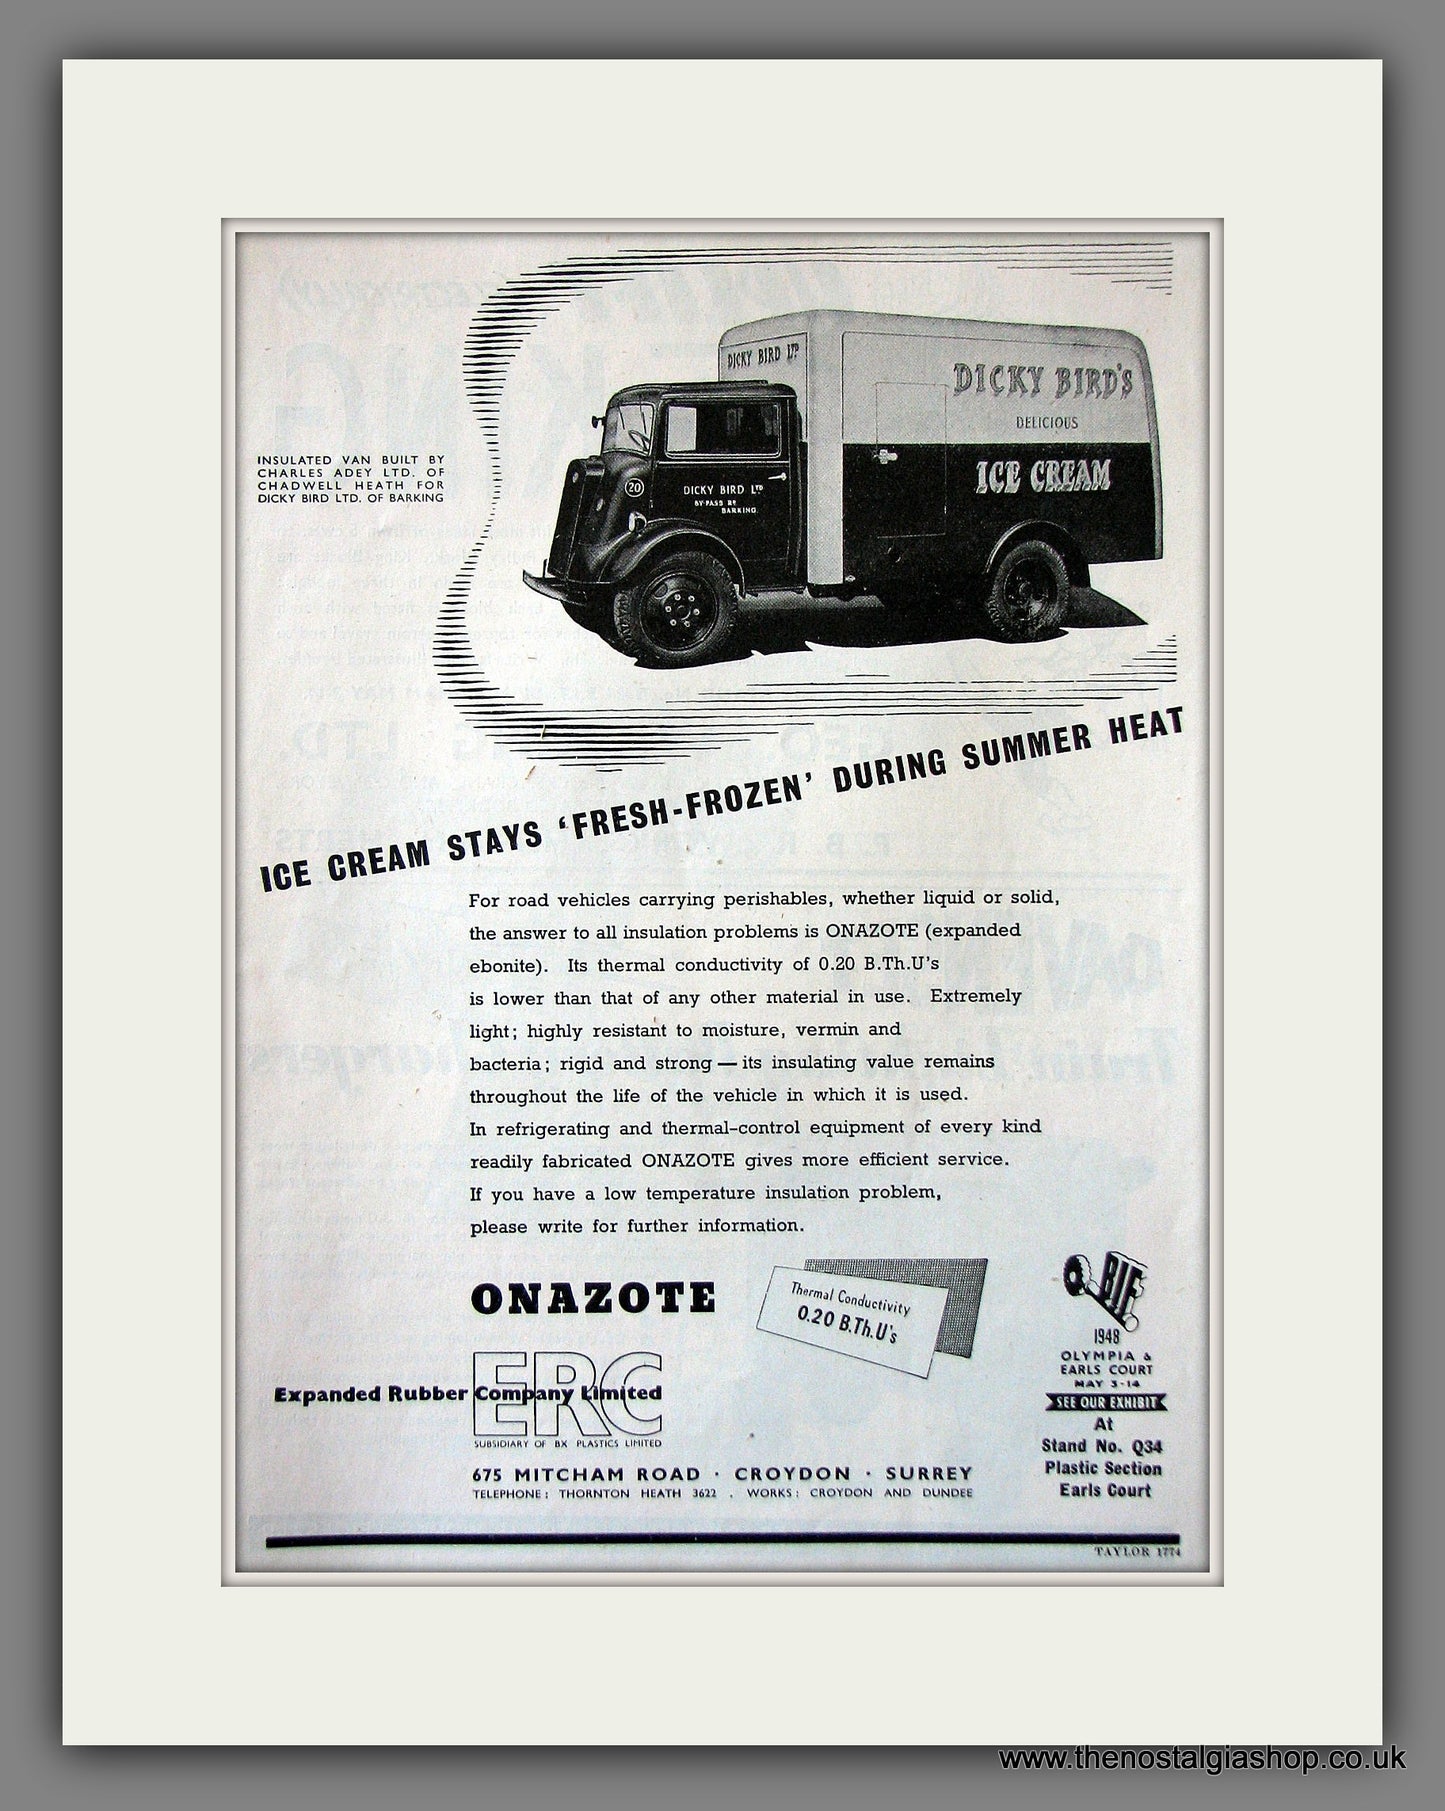 DICKY BIRD LTD
DICKY BIRD'S
DELICIOUS
ICE CREAM
20
DICKY BIRD LTD
BY-PASS RD
BARKING.
INSULATED VAN BUILT BY
CHARLES ADEY LTD. OF
CHADWELL HEATH FOR
DICKY BIRD LTD. OF BARKING
ICE CREAM STAYS ‘FRESH-FROZEN’ DURING SUMMER HEAT
For road vehicles carrying perishables, whether liquid or solid,
the answer to all insulation problems is ONAZOTE (expanded
ebonite). Its thermal conductivity of 0.20 B.Th.U's
is lower than that of any other material in use. Extremely
light; highly resistant to moisture, vermin and
bacteria; rigid and strong — its insulating value remains
throughout the life of the vehicle in which it is used.
In refrigerating and thermal-control equipment of every kind
readily fabricated ONAZOTE gives more efficient service.
If you have a low temperature insulation problem,
please write for further information.
ONAZOTE
Thermal Conductivity
0.20 B.Th.U's
ERC
Expanded Rubber Company Limited
SUBSIDIARY OF BX PLASTICS LIMITED
675 MITCHAM ROAD · CROYDON · SURREY
TELEPHONE: THORNTON HEATH 3622 . WORKS: CROYDON AND DUNDEE
BIF
1948
OLYMPIA &
EARLS COURT
MAY 3-14
SEE OUR EXHIBIT
At
Stand No. Q34
Plastic Section
Earls Court
TAYLOR 1774
www.thenostalgiashop.co.uk